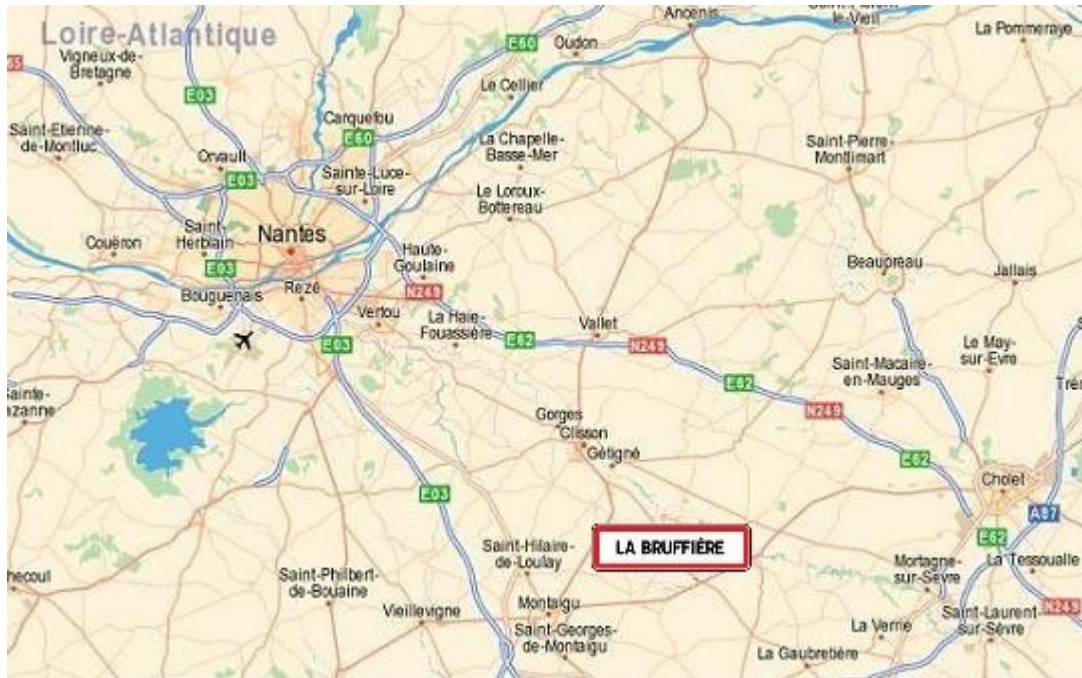 Loire-Atlantique
Vigneux-de-
Bretagne
E60
Oudon
Ancenis
le Vieil
La Pommeraye
E03
Le Cellier
Carquefou
Saint-Etienne-
de-Montluc
E60
La Chapelle-
Basse-Mer
Saint-Pierre-
Montlimart
Orvault
E03
Sainte-Luce-
sur-Loire
Le Loroux-
Bottereau
Saint-
Herblain
Couëron
Nantes
Haute-
Goulaine
E03
Beaupreau
Jallais
Bouguenais
Rezé
N249
Vertou
La Haie-
Fouassière
Vallet
E03
E62
N249
Le May-
sur-Evre
Saint-Macaire-
en-Mauges
E62
N249
Gorges
Clisson
Gétigné
E62
Cholet
E03
A87
E62
LA BRUFFIÈRE
Saint-Hilaire-
de-Loulay
Mortagne-
sur-Sèvre
La Tessoualle
Saint-Philbert-
de-Bouaine
Vieillevigne
Montaigu
Saint-Georges-
de-Montaigu
N249
Saint-Laurent-
sur-Sèvre
La Verrie
La Gaubretière